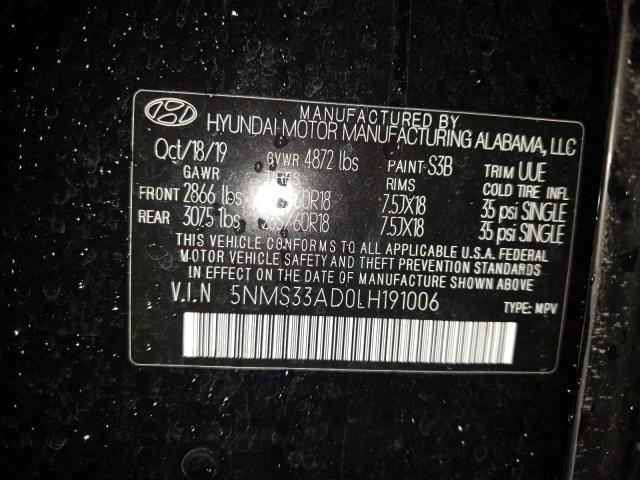 MANUFACTURED BY
HYUNDAI MOTOR MANUFACTURING ALABAMA, LLC
Oct/18/19 GVWR 4872 lbs PAINT-S3B TRIM UUE
GAWR TIRES RIMS COLD TIRE INFL
FRONT 2866 lbs 60R18 7.5JX18 35 psi SINGLE
REAR 3075 lbs 60R18 7.5JX18 35 psi SINGLE
THIS VEHICLE CONFORMS TO ALL APPLICABLE U.S.A. FEDERAL
MOTOR VEHICLE SAFETY AND THEFT PREVENTION STANDARDS
IN EFFECT ON THE DATE OF MANUFACTURE SHOWN ABOVE
V.I.N 5NMS33AD0LH191006 TYPE: MPV